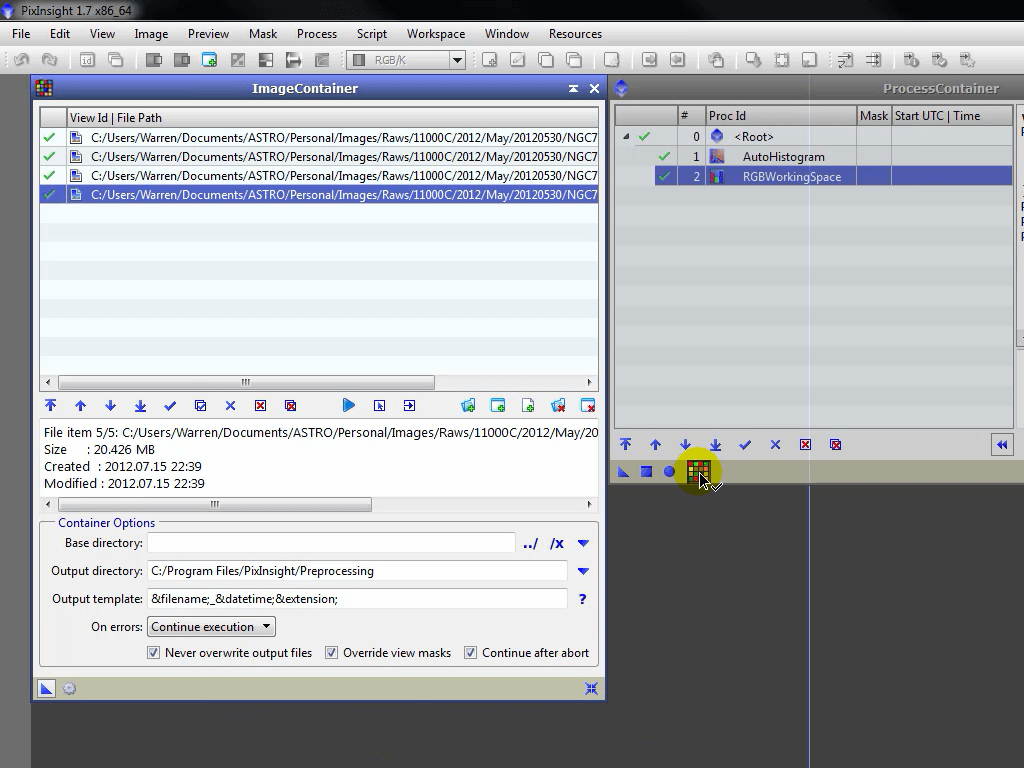 PixInsight 1.7 x86_64
File Edit View Image Preview Mask Process Script Workspace Window Resources
RGB/K
ImageContainer
View Id | File Path
C:/Users/Warren/Documents/ASTRO/Personal/Images/Raws/11000C/2012/May/20120530/NGC7
C:/Users/Warren/Documents/ASTRO/Personal/Images/Raws/11000C/2012/May/20120530/NGC7
C:/Users/Warren/Documents/ASTRO/Personal/Images/Raws/11000C/2012/May/20120530/NGC7
C:/Users/Warren/Documents/ASTRO/Personal/Images/Raws/11000C/2012/May/20120530/NGC7
File item 5/5: C:/Users/Warren/Documents/ASTRO/Personal/Images/Raws/11000C/2012/May/20
Size : 20.426 MB
Created : 2012.07.15 22:39
Modified : 2012.07.15 22:39
Container Options
Base directory: ../ /x
Output directory: C:/Program Files/PixInsight/Preprocessing
Output template: &filename;_&datetime;&extension; ?
On errors: Continue execution
Never overwrite output files Override view masks Continue after abort
ProcessContainer
# Proc Id Mask Start UTC | Time
0 <Root>
1 AutoHistogram
2 RGBWorkingSpace